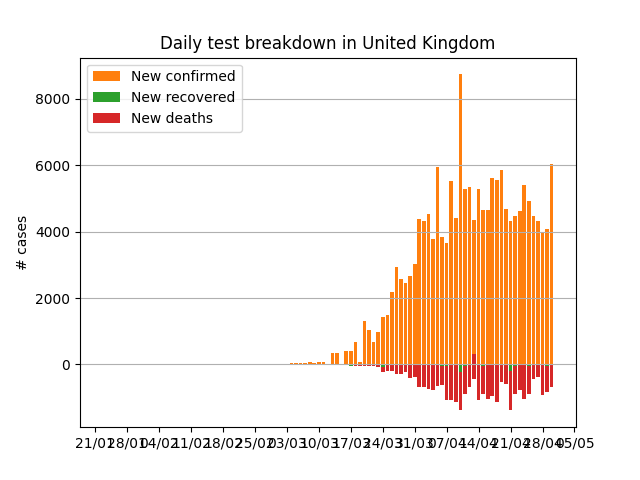 Daily test breakdown in United Kingdom
New confirmed
New recovered
New deaths
# cases
8000
6000
4000
2000
0
21/01 28/01 04/02 11/02 18/02 25/02 03/03 10/03 17/03 24/03 31/03 07/04 14/04 21/04 28/04 05/05